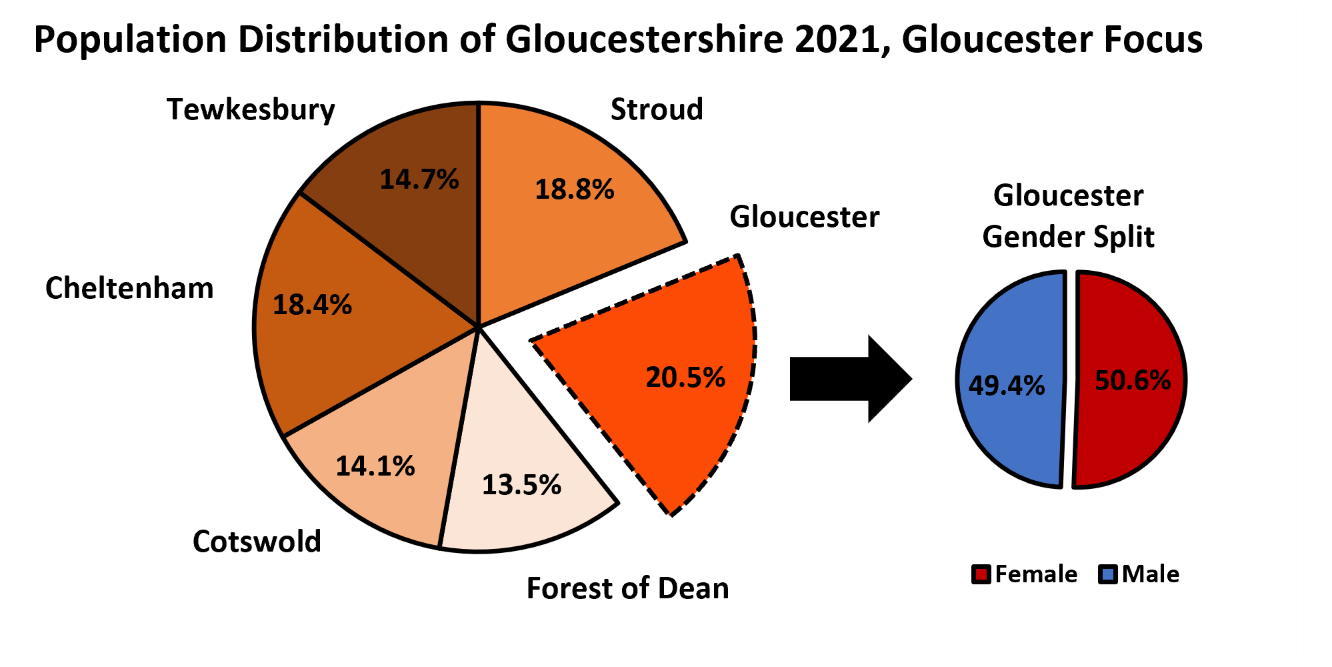 Population Distribution of Gloucestershire 2021, Gloucester Focus
Tewkesbury
Stroud
14.7%
18.8%
Gloucester
Cheltenham
18.4%
20.5%
14.1%
13.5%
Cotswold
Forest of Dean
Gloucester
Gender Split
49.4%
50.6%
Female
Male